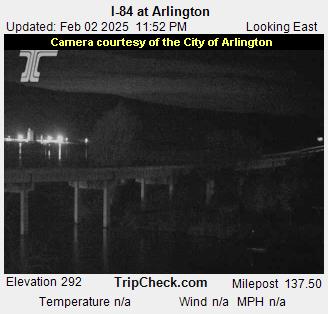 I-84 at Arlington
Updated: Feb 02 2025 11:52 PM Looking East
Camera courtesy of the City of Arlington
Elevation 292 TripCheck.com Milepost 137.50
Temperature n/a Wind n/a MPH n/a